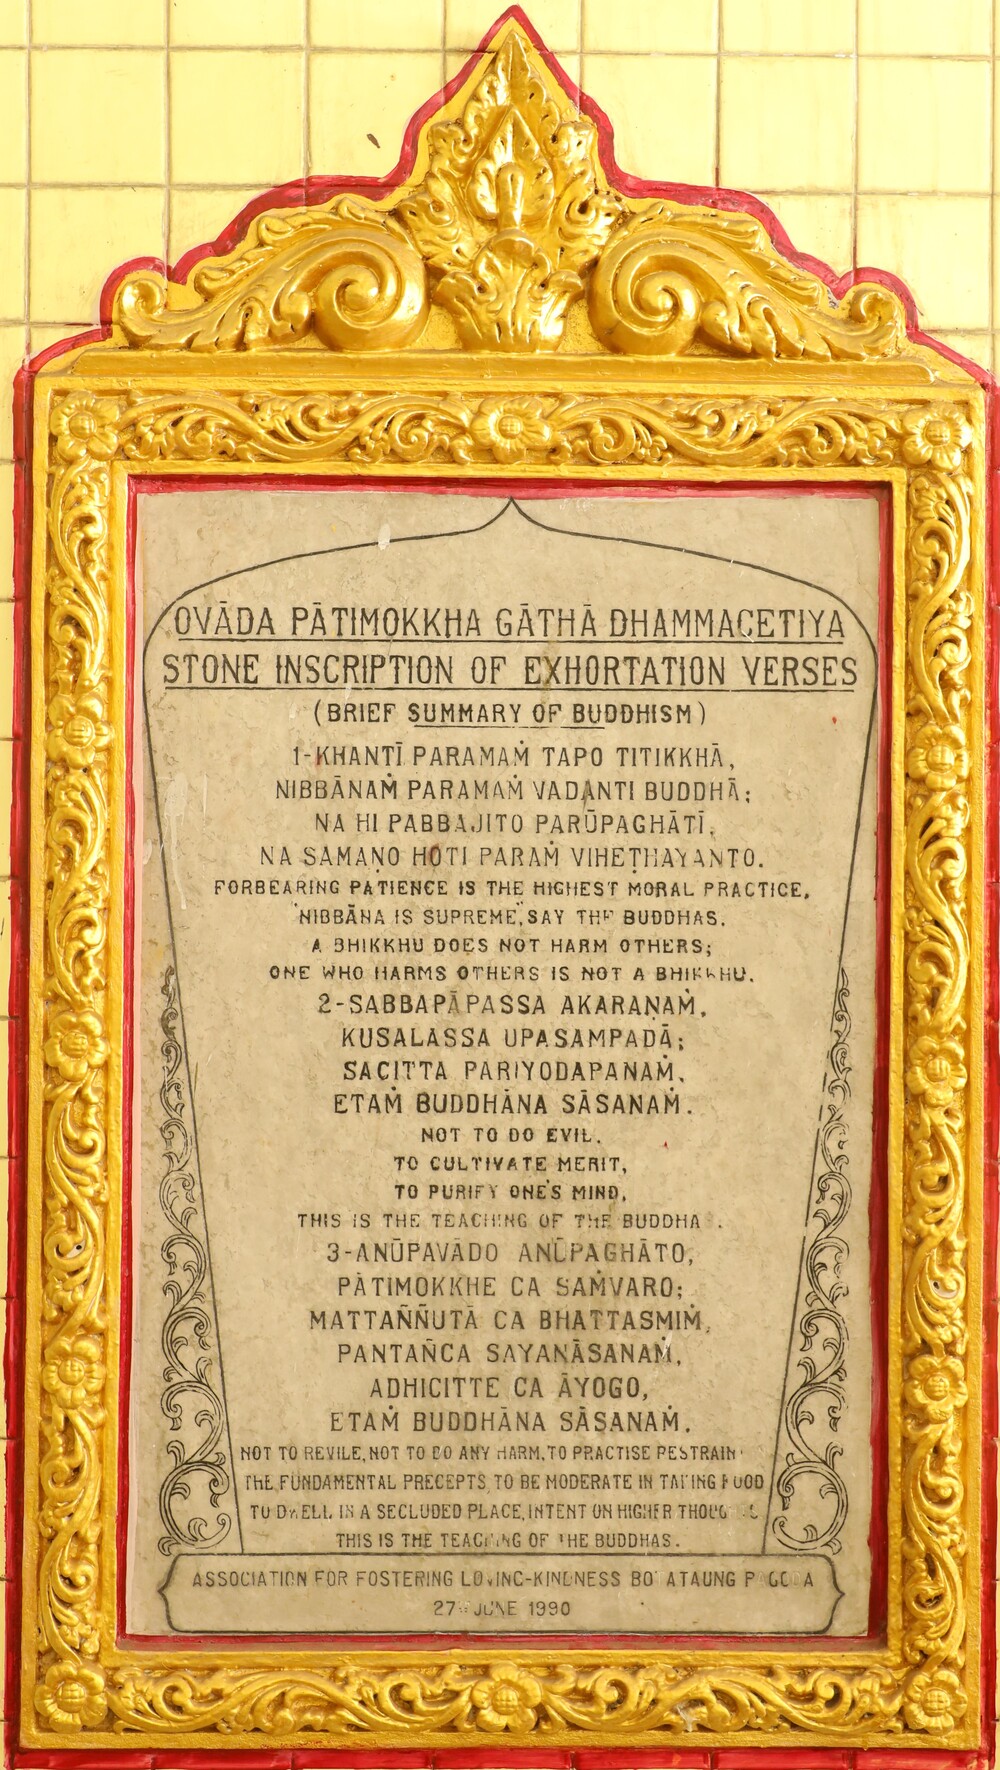 OVĀDA PĀTIMOKKHA GĀTHĀ DHAMMACETIYA
STONE INSCRIPTION OF EXHORTATION VERSES
(BRIEF SUMMARY OF BUDDHISM)
1-KHANTĪ PARAMAṀ TAPO TITIKKHĀ,
NIBBĀNAṀ PARAMAṀ VADANTI BUDDHĀ;
NA HI PABBAJITO PARŪPAGHĀTĪ,
NA SAMAṆO HOTI PARAṀ VIHEṬHAYANTO.
FORBEARING PATIENCE IS THE HIGHEST MORAL PRACTICE,
"NIBBĀNA IS SUPREME", SAY THE BUDDHAS.
A BHIKKHU DOES NOT HARM OTHERS;
ONE WHO HARMS OTHERS IS NOT A BHIKKHU.
2-SABBAPĀPASSA AKARAṆAṀ,
KUSALASSA UPASAMPADĀ;
SACITTA PARIYODAPANAṀ,
ETAṀ BUDDHĀNA SĀSANAṀ.
NOT TO DO EVIL,
TO CULTIVATE MERIT,
TO PURIFY ONE'S MIND,
THIS IS THE TEACHING OF THE BUDDHA.
3-ANŪPAVĀDO ANŪPAGHĀTO,
PĀTIMOKKHE CA SAṀVARO;
MATTAÑÑUTĀ CA BHATTASMIṀ,
PANTAÑCA SAYANĀSANAṀ,
ADHICITTE CA ĀYOGO,
ETAṀ BUDDHĀNA SĀSANAṀ.
NOT TO REVILE, NOT TO DO ANY HARM, TO PRACTISE RESTRAINT
THE FUNDAMENTAL PRECEPTS, TO BE MODERATE IN TAKING FOOD
TO DWELL IN A SECLUDED PLACE, INTENT ON HIGHER
THIS IS THE TEACHING OF THE BUDDHAS.
ASSOCIATION FOR FOSTERING LOVING-KINDNESS BOTATAUNG PAGODA
JUNE 1990